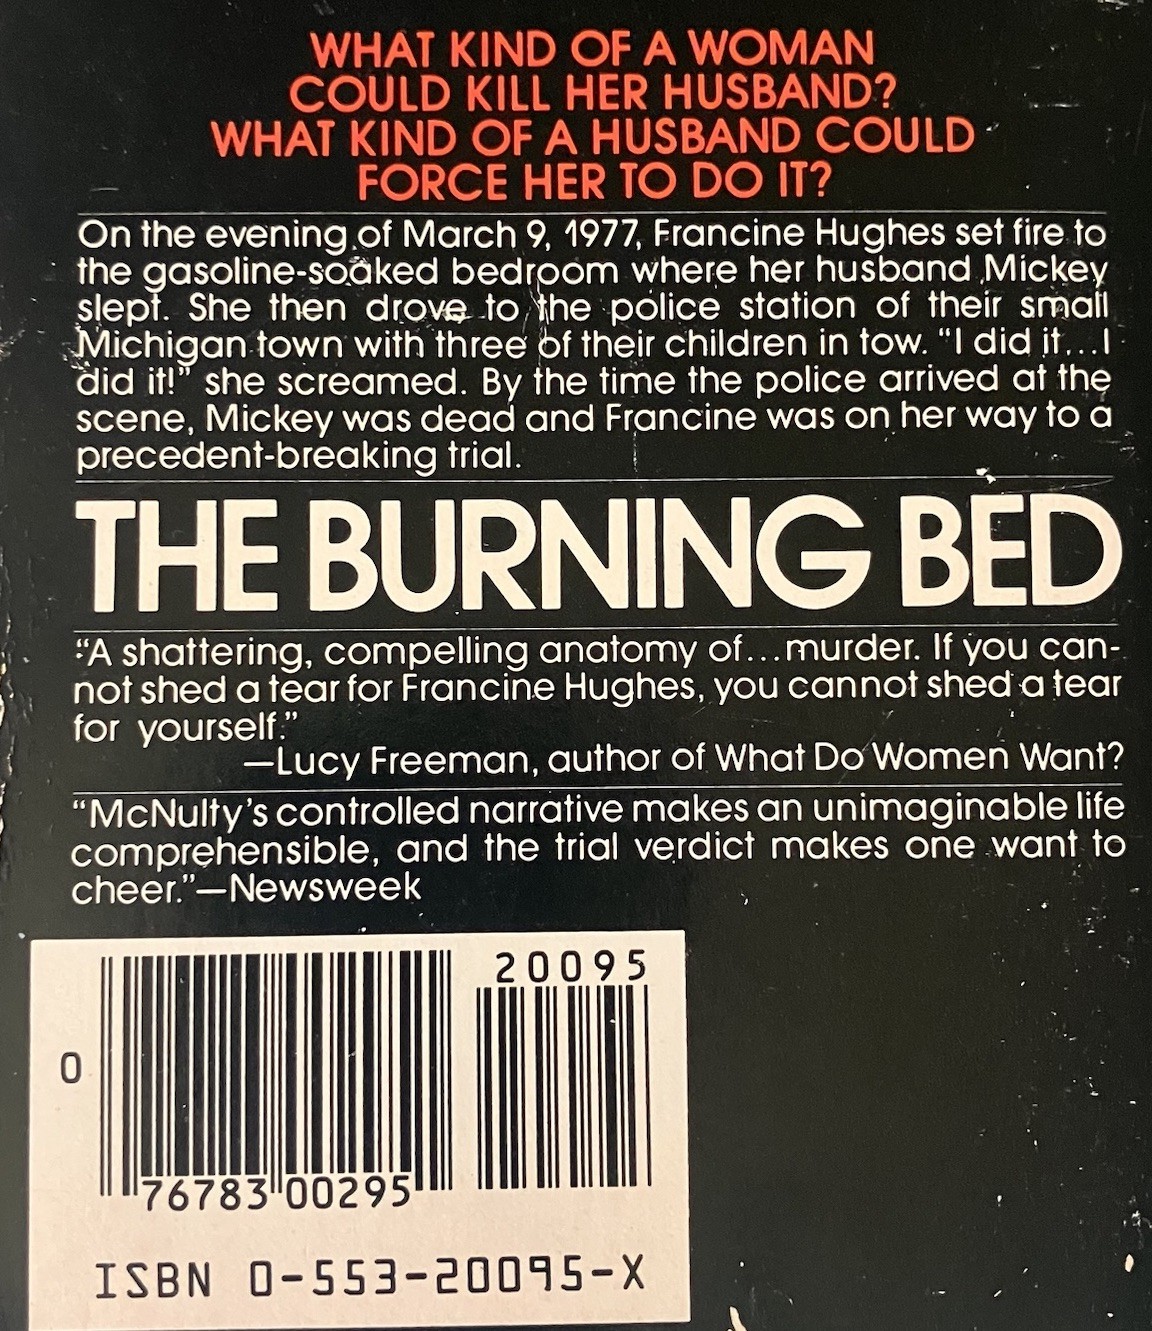 WHAT KIND OF A WOMAN
COULD KILL HER HUSBAND?
WHAT KIND OF A HUSBAND COULD
FORCE HER TO DO IT?
On the evening of March 9, 1977, Francine Hughes set fire to
the gasoline-soaked bedroom where her husband Mickey
slept. She then drove to the police station of their small
Michigan town with three of their children in tow. “I did it...I
did it!” she screamed. By the time the police arrived at the
scene, Mickey was dead and Francine was on her way to a
precedent-breaking trial.
THE BURNING BED
“A shattering, compelling anatomy of...murder. If you can-
not shed a tear for Francine Hughes, you cannot shed a tear
for yourself.”
—Lucy Freeman, author of What Do Women Want?
“McNulty’s controlled narrative makes an unimaginable life
comprehensible, and the trial verdict makes one want to
cheer.”—Newsweek
20095
0
76783 00295
ISBN 0-553-20095-X